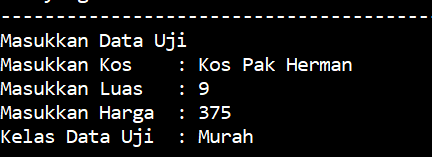 ------------------------------------------
Masukkan Data Uji
Masukkan Kos    : Kos Pak Herman
Masukkan Luas   : 9
Masukkan Harga  : 375
Kelas Data Uji  : Murah